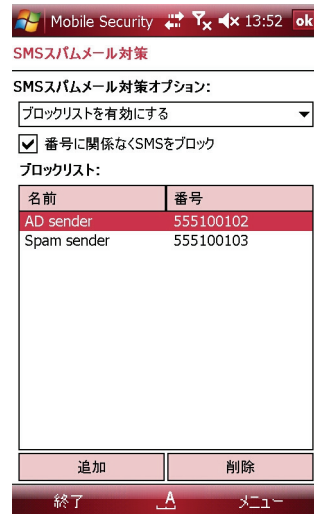 Mobile Security 13:52 ok
SMSスパムメール対策
SMSスパムメール対策オプション:
ブロックリストを有効にする
番号に関係なくSMSをブロック
ブロックリスト:
名前 番号
AD sender 555100102
Spam sender 555100103
追加 削除
終了 A メニュー